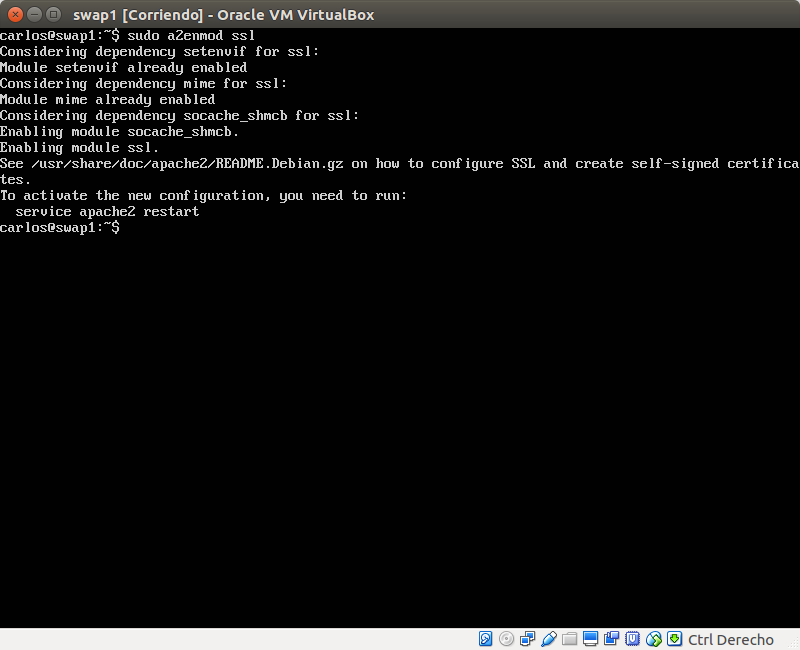 swap1 [Corriendo] - Oracle VM VirtualBox
carlos@swap1:~$ sudo a2enmod ssl
Considering dependency setenvif for ssl:
Module setenvif already enabled
Considering dependency mime for ssl:
Module mime already enabled
Considering dependency socache_shmcb for ssl:
Enabling module socache_shmcb.
Enabling module ssl.
See /usr/share/doc/apache2/README.Debian.gz on how to configure SSL and create self-signed certifica
tes.
To activate the new configuration, you need to run:
  service apache2 restart
carlos@swap1:~$
Ctrl Derecho